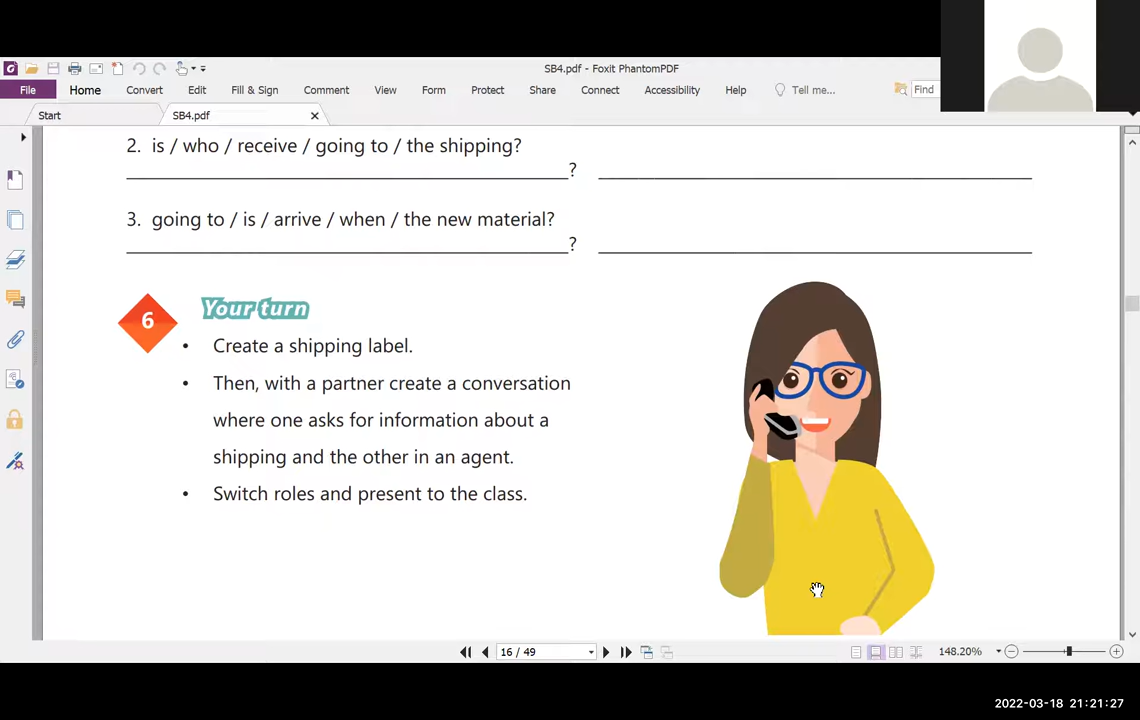 SB4.pdf - Foxit PhantomPDF
File Home Convert Edit Fill & Sign Comment View Form Protect Share Connect Accessibility Help Tell me... Find
Start SB4.pdf
2. is / who / receive / going to / the shipping?
?
3. going to / is / arrive / when / the new material?
?
6 Your turn
• Create a shipping label.
• Then, with a partner create a conversation
where one asks for information about a
shipping and the other in an agent.
• Switch roles and present to the class.
16 / 49
148.20%
2022-03-18 21:21:27